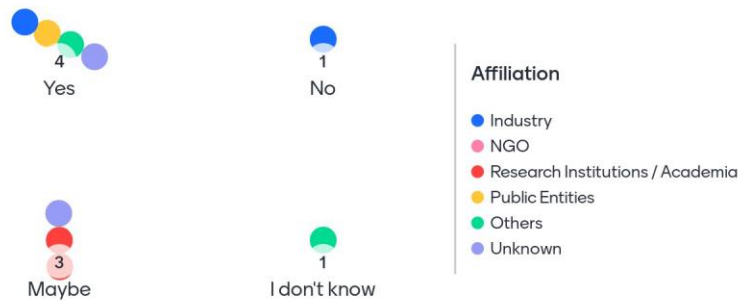 4
Yes
1
No
3
Maybe
1
I don't know
Affiliation
Industry
NGO
Research Institutions / Academia
Public Entities
Others
Unknown